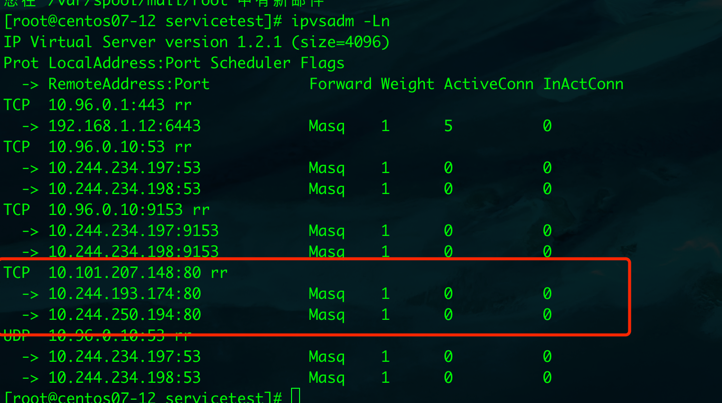 您在 /var/spool/mail/root 中有新邮件
[root@centos07-12 servicetest]# ipvsadm -Ln
IP Virtual Server version 1.2.1 (size=4096)
Prot LocalAddress:Port Scheduler Flags
  -> RemoteAddress:Port           Forward Weight ActiveConn InActConn
TCP  10.96.0.1:443 rr
  -> 192.168.1.12:6443            Masq    1      5          0
TCP  10.96.0.10:53 rr
  -> 10.244.234.197:53            Masq    1      0          0
  -> 10.244.234.198:53            Masq    1      0          0
TCP  10.96.0.10:9153 rr
  -> 10.244.234.197:9153          Masq    1      0          0
  -> 10.244.234.198:9153          Masq    1      0          0
TCP  10.101.207.148:80 rr
  -> 10.244.193.174:80            Masq    1      0          0
  -> 10.244.250.194:80            Masq    1      0          0
UDP  10.96.0.10:53 rr
  -> 10.244.234.197:53            Masq    1      0          0
  -> 10.244.234.198:53            Masq    1      0          0
[root@centos07-12 servicetest]#